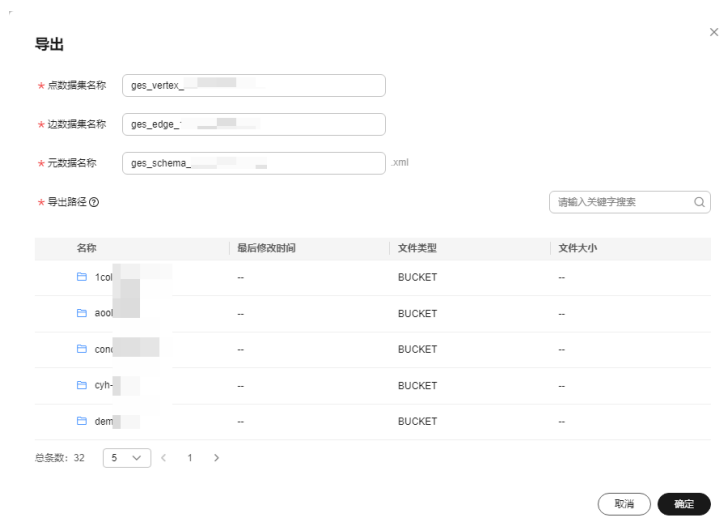 导出
* 点数据集名称 ges_vertex_
* 边数据集名称 ges_edge_
* 元数据名称 ges_schema_ .xml
* 导出路径 ? 请输入关键字搜索
名称 最后修改时间 文件类型 文件大小
1col -- BUCKET --
aool -- BUCKET --
con -- BUCKET --
cyh- -- BUCKET --
dem -- BUCKET --
总条数: 32 5 < 1 >
取消 确定